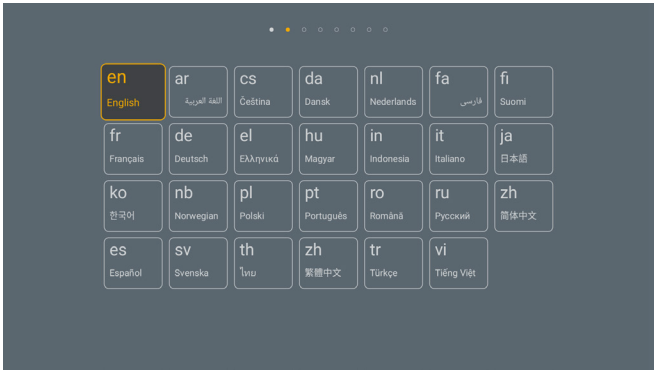 en
English
ar
اللغة العربية
cs
Čeština
da
Dansk
nl
Nederlands
fa
فارسی
fi
Suomi
fr
Français
de
Deutsch
el
Ελληνικά
hu
Magyar
in
Indonesia
it
Italiano
ja
日本語
ko
한국어
nb
Norwegian
pl
Polski
pt
Português
ro
Română
ru
Русский
zh
简体中文
es
Español
sv
Svenska
th
ไทย
zh
繁體中文
tr
Türkçe
vi
Tiếng Việt